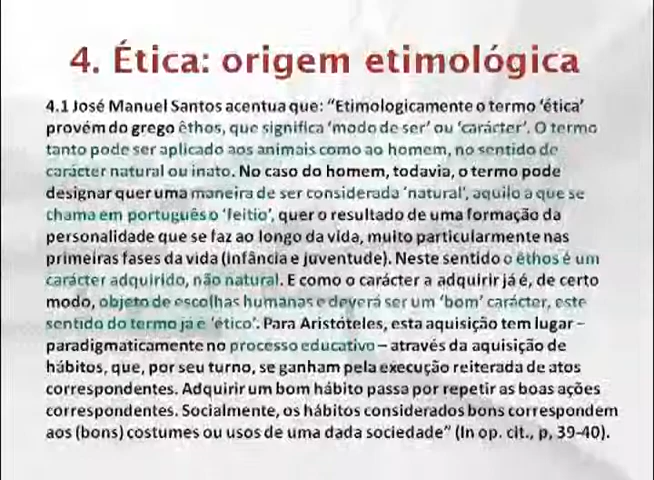 4. Ética: origem etimológica
4.1 José Manuel Santos acentua que: “Etimologicamente o termo ‘ética’
provém do grego êthos, que significa ‘modo de ser’ ou ‘carácter’. O termo
tanto pode ser aplicado aos animais como ao homem, no sentido de
carácter natural ou inato. No caso do homem, todavia, o termo pode
designar quer uma maneira de ser considerada ‘natural’, aquilo a que se
chama em português o ‘feitio’, quer o resultado de uma formação da
personalidade que se faz ao longo da vida, muito particularmente nas
primeiras fases da vida (infância e juventude). Neste sentido o êthos é um
carácter adquirido, não natural. E como o carácter a adquirir já é, de certo
modo, objeto de escolhas humanas e deverá ser um ‘bom’ carácter, este
sentido do termo já é ‘ético’. Para Aristóteles, esta aquisição tem lugar –
paradigmaticamente no processo educativo – através da aquisição de
hábitos, que, por seu turno, se ganham pela execução reiterada de atos
correspondentes. Adquirir um bom hábito passa por repetir as boas ações
correspondentes. Socialmente, os hábitos considerados bons correspondem
aos (bons) costumes ou usos de uma dada sociedade” (In op. cit., p, 39-40).